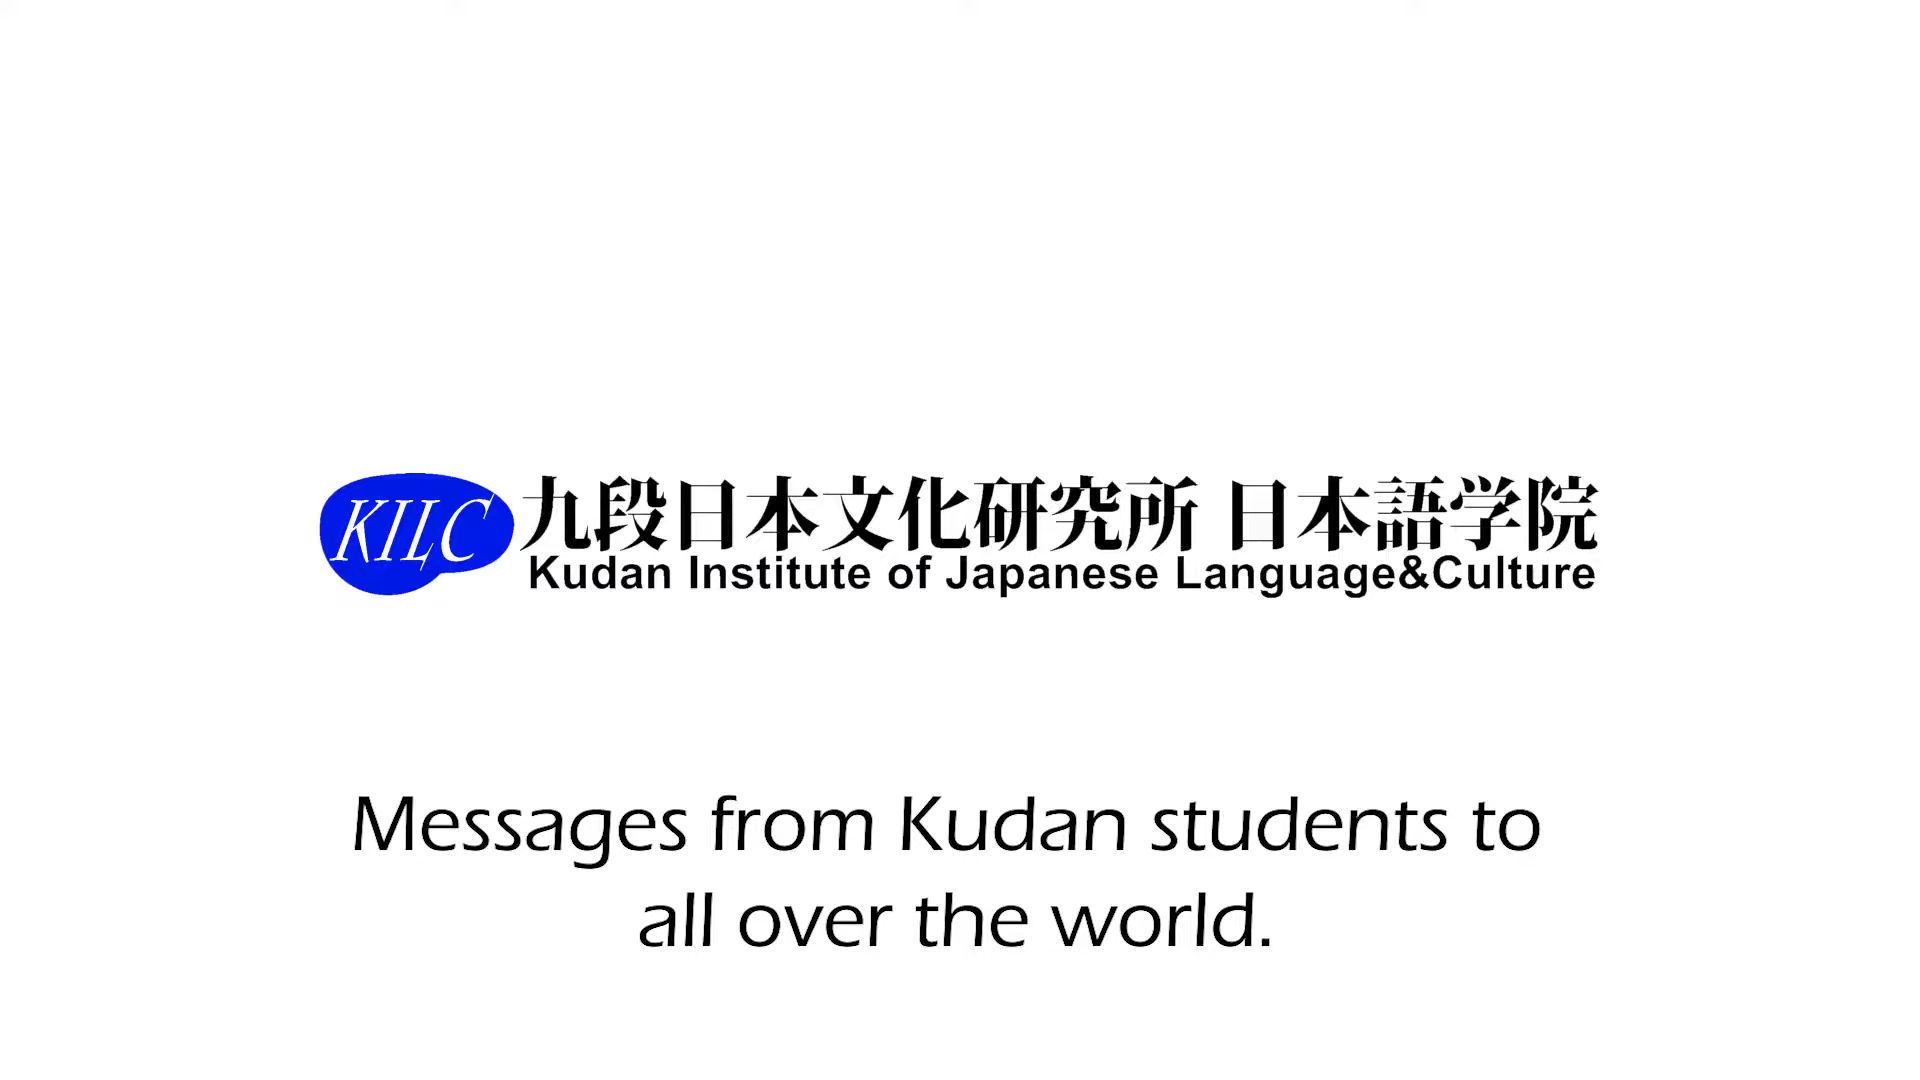 KILC
九段日本文化研究所 日本語学院
Kudan Institute of Japanese Language&Culture
Messages from Kudan students to
all over the world.